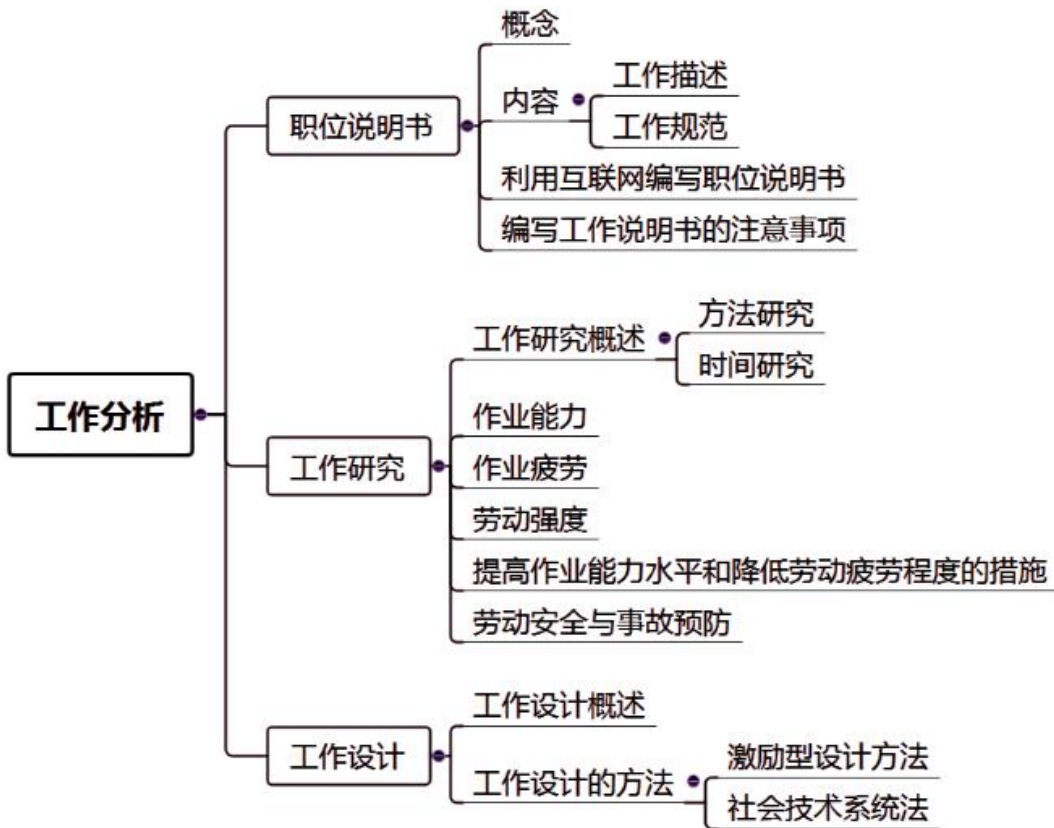 概念
工作描述
内容
工作规范
职位说明书
利用互联网编写职位说明书
编写工作说明书的注意事项
方法研究
工作研究概述
时间研究
工作分析
作业能力
工作研究
作业疲劳
劳动强度
提高作业能力水平和降低劳动疲劳程度的措施
劳动安全与事故预防
工作设计概述
工作设计
激励型设计方法
工作设计的方法
社会技术系统法